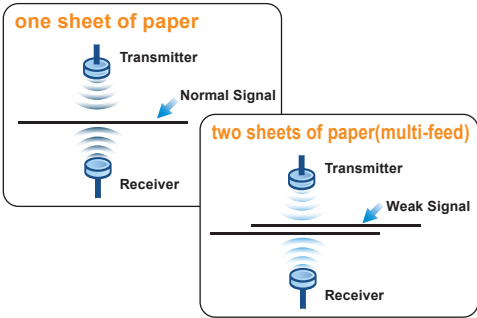 one sheet of paper
Transmitter
Normal Signal
Receiver
two sheets of paper(multi-feed)
Transmitter
Weak Signal
Receiver